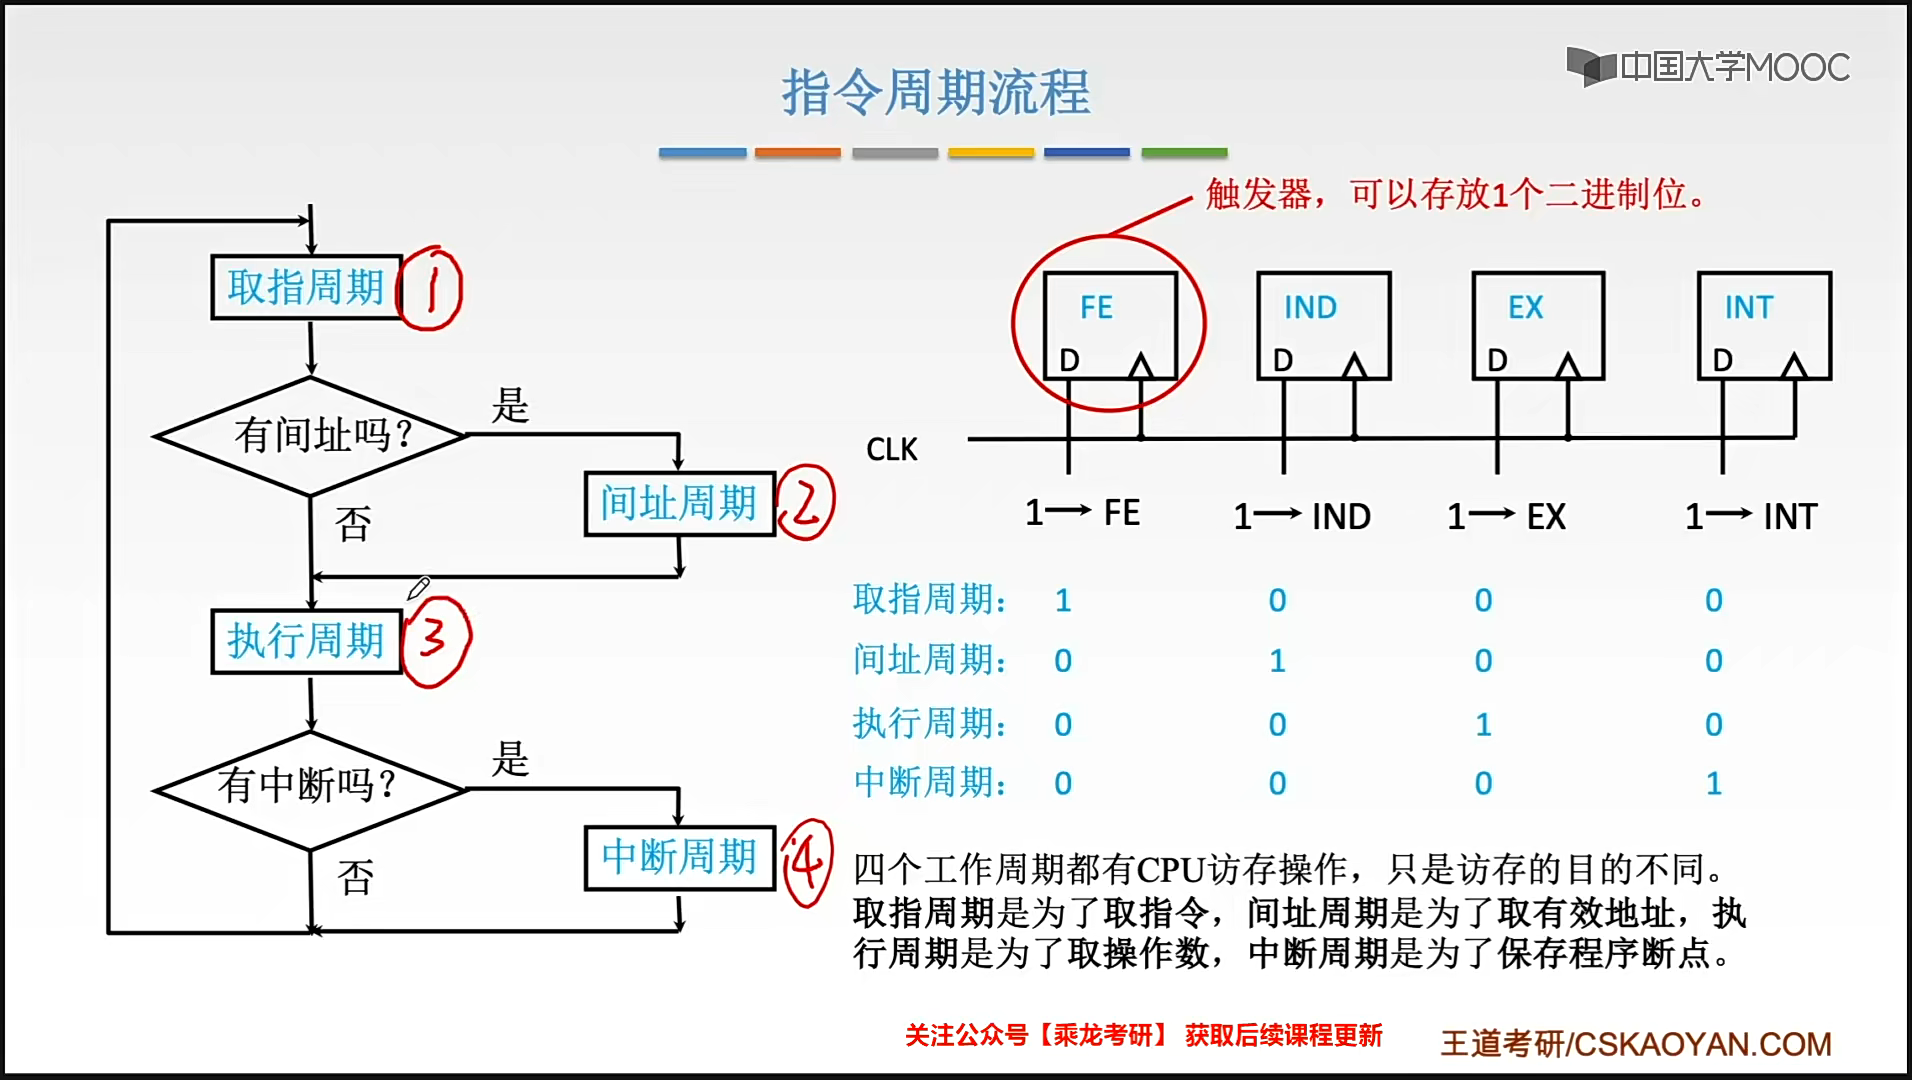 中国大学MOOC
指令周期流程
触发器，可以存放1个二进制位。
取指周期 1
有间址吗？
是
否
间址周期 2
执行周期 3
有中断吗？
是
否
中断周期 4
FE IND EX INT
D D D D
CLK
1→ FE 1→ IND 1→ EX 1→ INT
取指周期： 1 0 0 0
间址周期： 0 1 0 0
执行周期： 0 0 1 0
中断周期： 0 0 0 1
四个工作周期都有CPU访存操作，只是访存的目的不同。
取指周期是为了取指令，间址周期是为了取有效地址，执
行周期是为了取操作数，中断周期是为了保存程序断点。
关注公众号【乘龙考研】 获取后续课程更新
王道考研/CSKAOYAN.COM